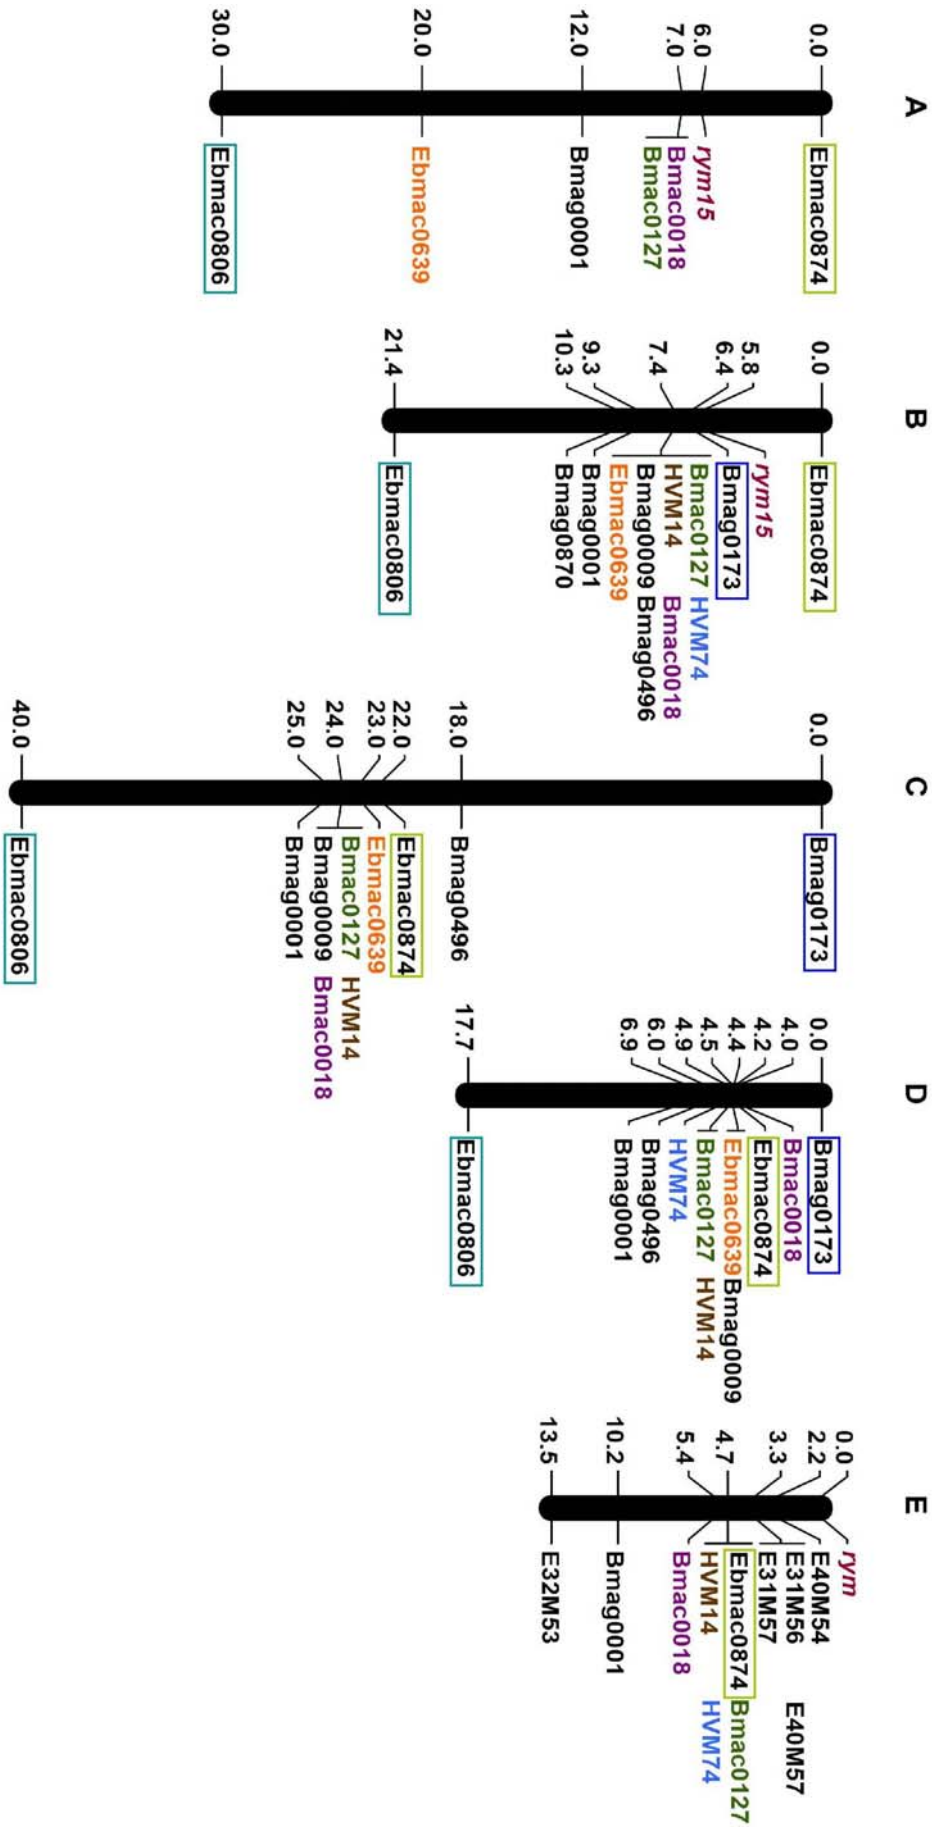 A
0.0 Ebmac0874
6.0 rym15
7.0 Bmac0018
Bmac0127
12.0 Bmag0001
20.0 Ebmac0639
30.0 Ebmac0806
B
0.0 Ebmac0874
5.8 rym15
6.4 Bmag0173
7.4 Bmac0127 HVM74
HVM14 Bmac0018
Bmag0009 Bmag0496
Ebmac0639
9.3 Bmag0001
10.3 Bmag0870
21.4 Ebmac0806
C
0.0 Bmag0173
18.0 Bmag0496
22.0 Ebmac0874
23.0 Ebmac0639
24.0 Bmac0127 HVM14
Bmag0009 Bmac0018
25.0 Bmag0001
40.0 Ebmac0806
D
0.0 Bmag0173
4.0 Bmac0018
4.2 Ebmac0874
4.4 Ebmac0639 Bmag0009
4.5 Bmac0127 HVM14
4.9 HVM74
6.0 Bmag0496
6.9 Bmag0001
17.7 Ebmac0806
E
0.0 rym
2.2 E40M54
3.3 E31M56 E40M57
E31M57
4.7 Ebmac0874 Bmac0127
HVM14 HVM74
5.4 Bmac0018
10.2 Bmag0001
13.5 E32M53